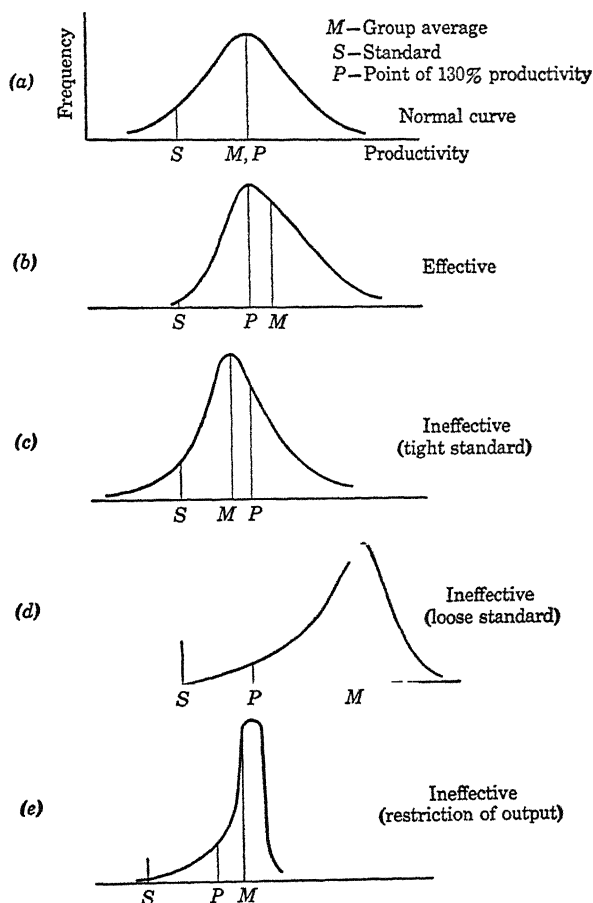 M—Group average
S—Standard
P—Point of 130% productivity
(a)
Frequency
Normal curve
S M, P Productivity
(b)
Effective
S P M
(c)
Ineffective
(tight standard)
S M P
(d)
Ineffective
(loose standard)
S P M
(e)
Ineffective
(restriction of output)
S P M